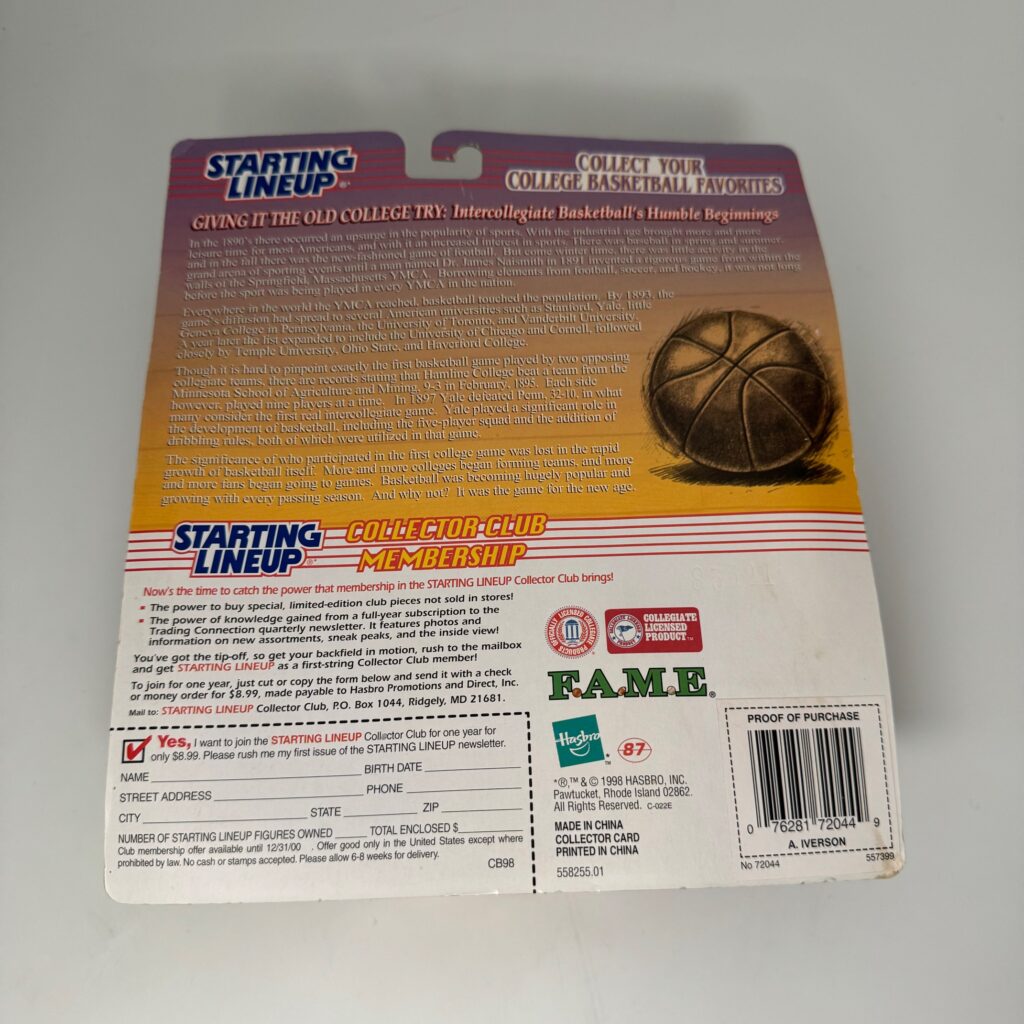 STARTING
LINEUP®*
COLLECT YOUR
COLLEGE BASKETBALL FAVORITES
GIVING IT THE OLD COLLEGE TRY: Intercollegiate Basketball's Humble Beginnings
In the 1890's there occurred an upsurge in the popularity of sports. With the industrial age brought more and more
leisure time for most Americans, and with it an increased interest in sports. There was baseball in spring and summer,
and in the fall there was the new-fashioned game of football. But come winter time, there was little activity in the
grand arena of sporting events until a man named Dr. James Naismith in 1891 invented a rigorous game from within the
walls of the Springfield, Massachusetts YMCA. Borrowing elements from football, soccer, and hockey, it was not long
before the sport was being played in every YMCA in the nation.
Everywhere in the world the YMCA reached, basketball touched the population. By 1893, the
game's diffusion had spread to several American universities such as Stanford, Yale, little
Geneva College in Pennsylvania, the University of Toronto, and Vanderbilt University.
A year later the list expanded to include the University of Chicago and Cornell, followed
closely by Temple University, Ohio State, and Haverford College.
Though it is hard to pinpoint exactly the first basketball game played by two opposing
collegiate teams, there are records stating that Hamline College beat a team from the
Minnesota School of Agriculture and Mining, 9-3 in February, 1895. Each side
however, played nine players at a time. In 1897 Yale defeated Penn, 32-10, in what
many consider the first real intercollegiate game. Yale played a significant role in
the development of basketball, including the five-player squad and the addition of
dribbling rules, both of which were utilized in that game.
The significance of who participated in the first college game was lost in the rapid
growth of basketball itself. More and more colleges began forming teams, and more
and more fans began going to games. Basketball was becoming hugely popular and
growing with every passing season. And why not? It was the game for the new age.
STARTING
LINEUP®*
COLLECTOR CLUB
MEMBERSHIP
Now's the time to catch the power that membership in the STARTING LINEUP Collector Club brings!
▪ The power to buy special, limited-edition club pieces not sold in stores!
▪ The power of knowledge gained from a full-year subscription to the
Trading Connection quarterly newsletter. It features photos and
information on new assortments, sneak peaks, and the inside view!
You've got the tip-off, so get your backfield in motion, rush to the mailbox
and get STARTING LINEUP as a first-string Collector Club member!
To join for one year, just cut or copy the form below and send it with a check
or money order for $8.99, made payable to Hasbro Promotions and Direct, Inc.
Mail to: STARTING LINEUP Collector Club, P.O. Box 1044, Ridgely, MD 21681.
Yes, I want to join the STARTING LINEUP Collector Club for one year for
only $8.99. Please rush me my first issue of the STARTING LINEUP newsletter.
NAME BIRTH DATE
STREET ADDRESS PHONE
CITY STATE ZIP
NUMBER OF STARTING LINEUP FIGURES OWNED TOTAL ENCLOSED $
Club membership offer available until 12/31/00 . Offer good only in the United States except where
prohibited by law. No cash or stamps accepted. Please allow 6-8 weeks for delivery.
CB98
OFFICIALLY LICENSED COLLEGIATE PRODUCTS
COLLEGIATE
LICENSED
PRODUCT™
F.A.M.E.®
Hasbro™
87
*®,™ & © 1998 HASBRO, INC.
Pawtucket, Rhode Island 02862.
All Rights Reserved. C-022E
MADE IN CHINA
COLLECTOR CARD
PRINTED IN CHINA
558255.01
PROOF OF PURCHASE
0 76281 72044 9
A. IVERSON
No 72044
557399